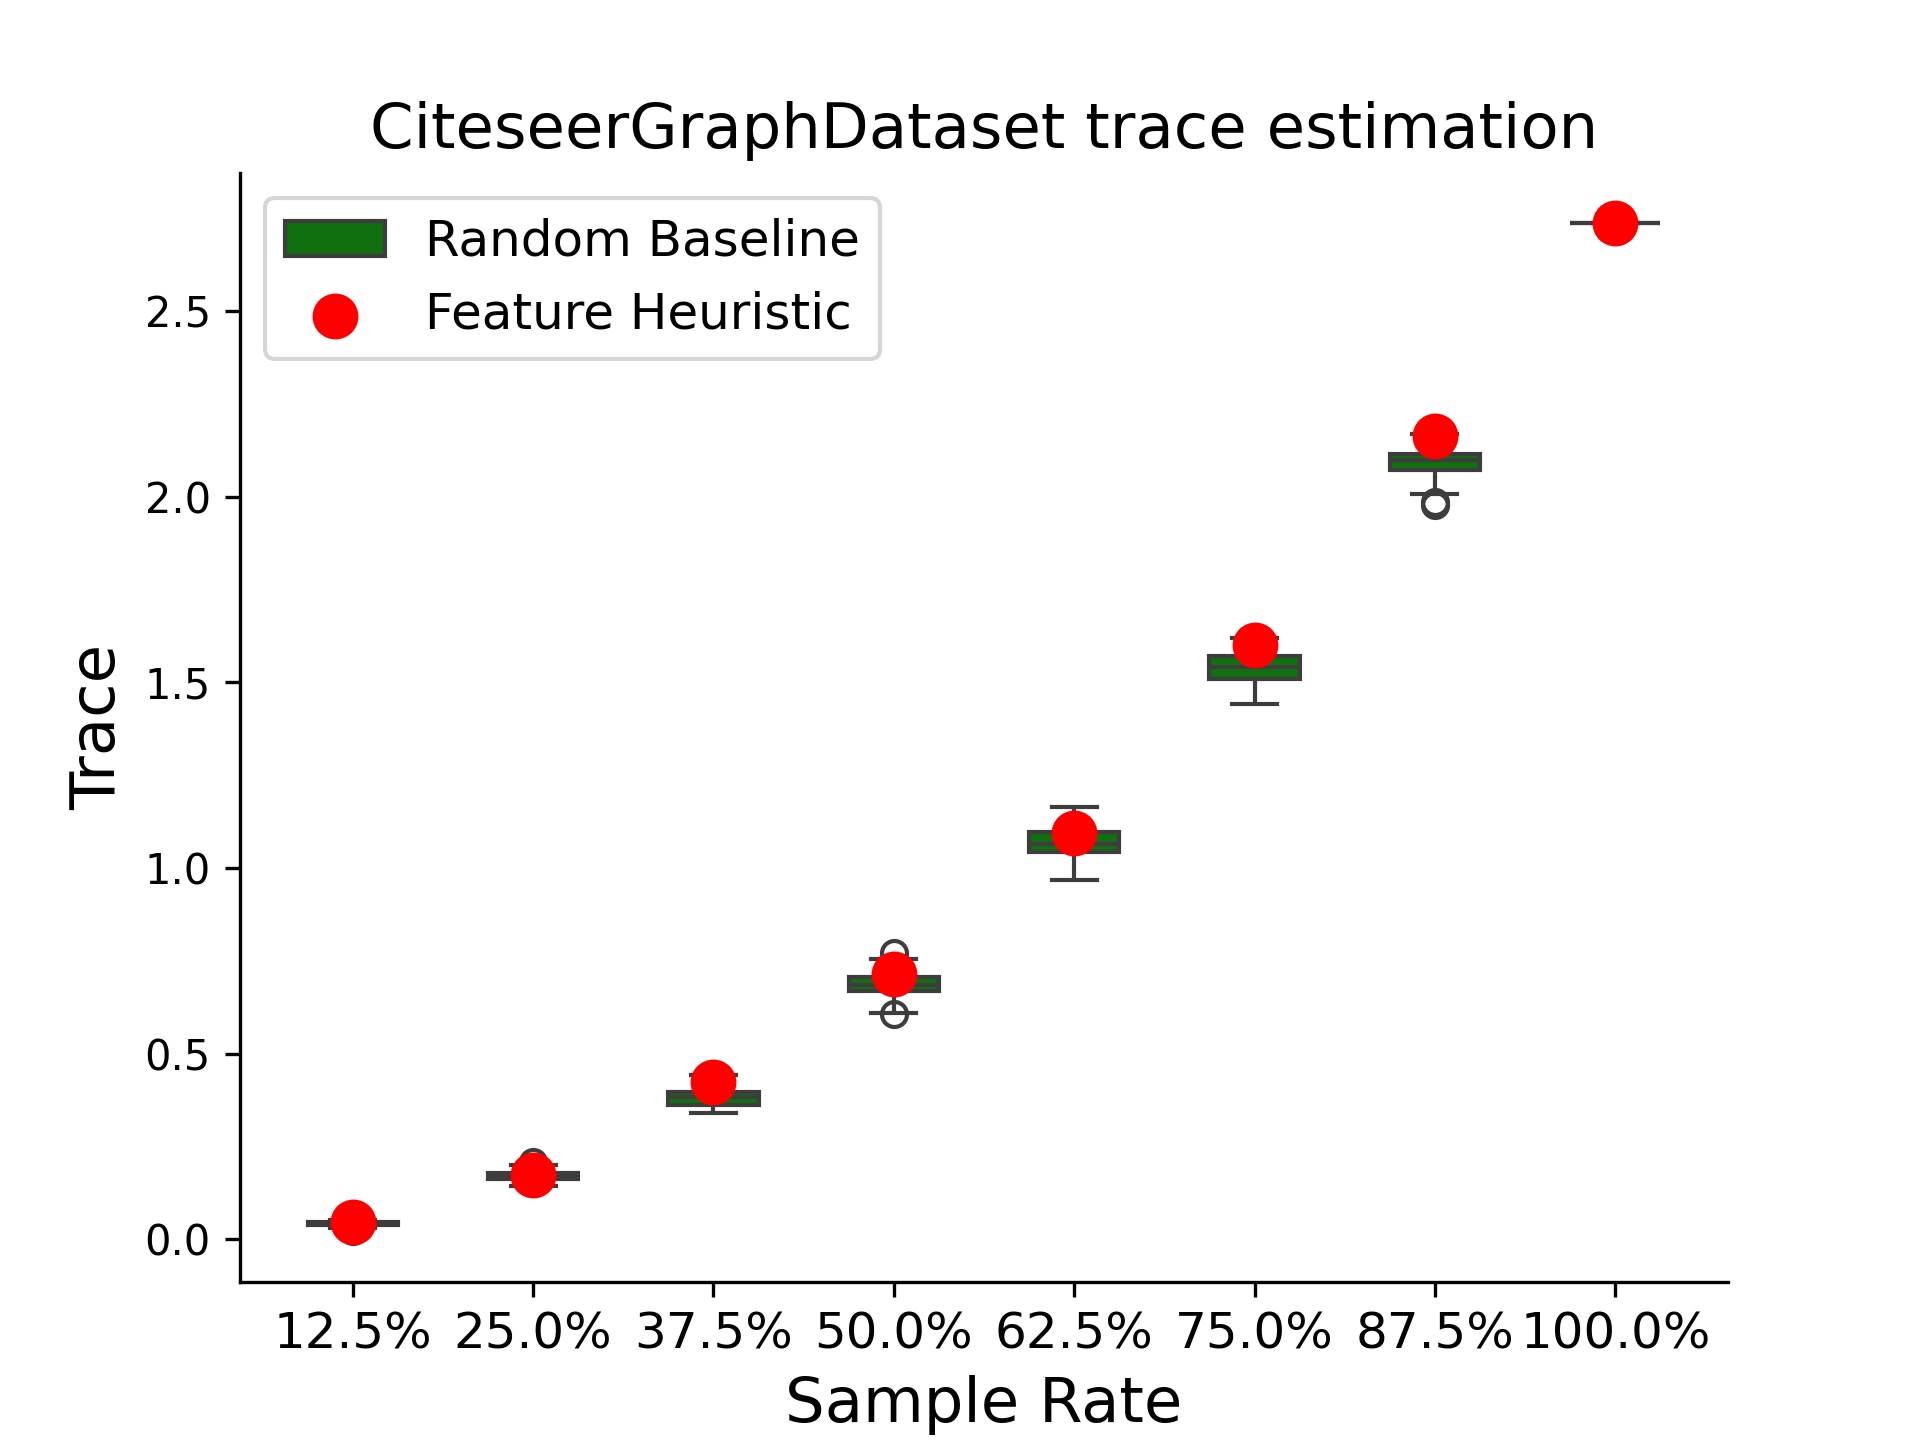 CiteseerGraphDataset trace estimation
Random Baseline
Feature Heuristic
Trace
2.5
2.0
1.5
1.0
0.5
0.0
12.5% 25.0% 37.5% 50.0% 62.5% 75.0% 87.5% 100.0%
Sample Rate